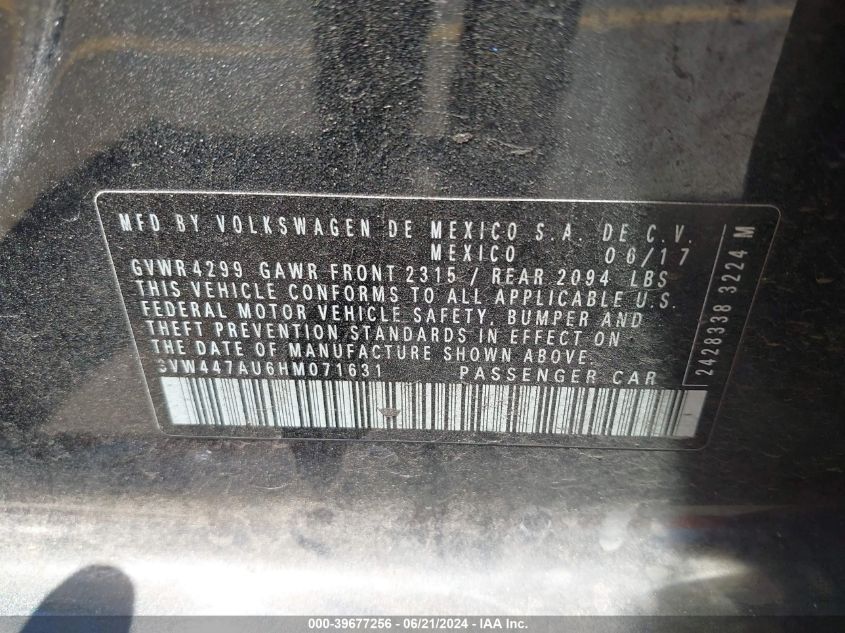 MFD BY VOLKSWAGEN DE MEXICO S.A. DE C.V.
MEXICO 06/17
GVWR 4299 GAWR FRONT 2315 / REAR 2094 LBS
THIS VEHICLE CONFORMS TO ALL APPLICABLE U.S.
FEDERAL MOTOR VEHICLE SAFETY, BUMPER AND
THEFT PREVENTION STANDARDS IN EFFECT ON
THE DATE OF MANUFACTURE SHOWN ABOVE.
3VW447AU6HM071631 PASSENGER CAR
2428338 3224 M
000-39677256 - 06/21/2024 - IAA, Inc.